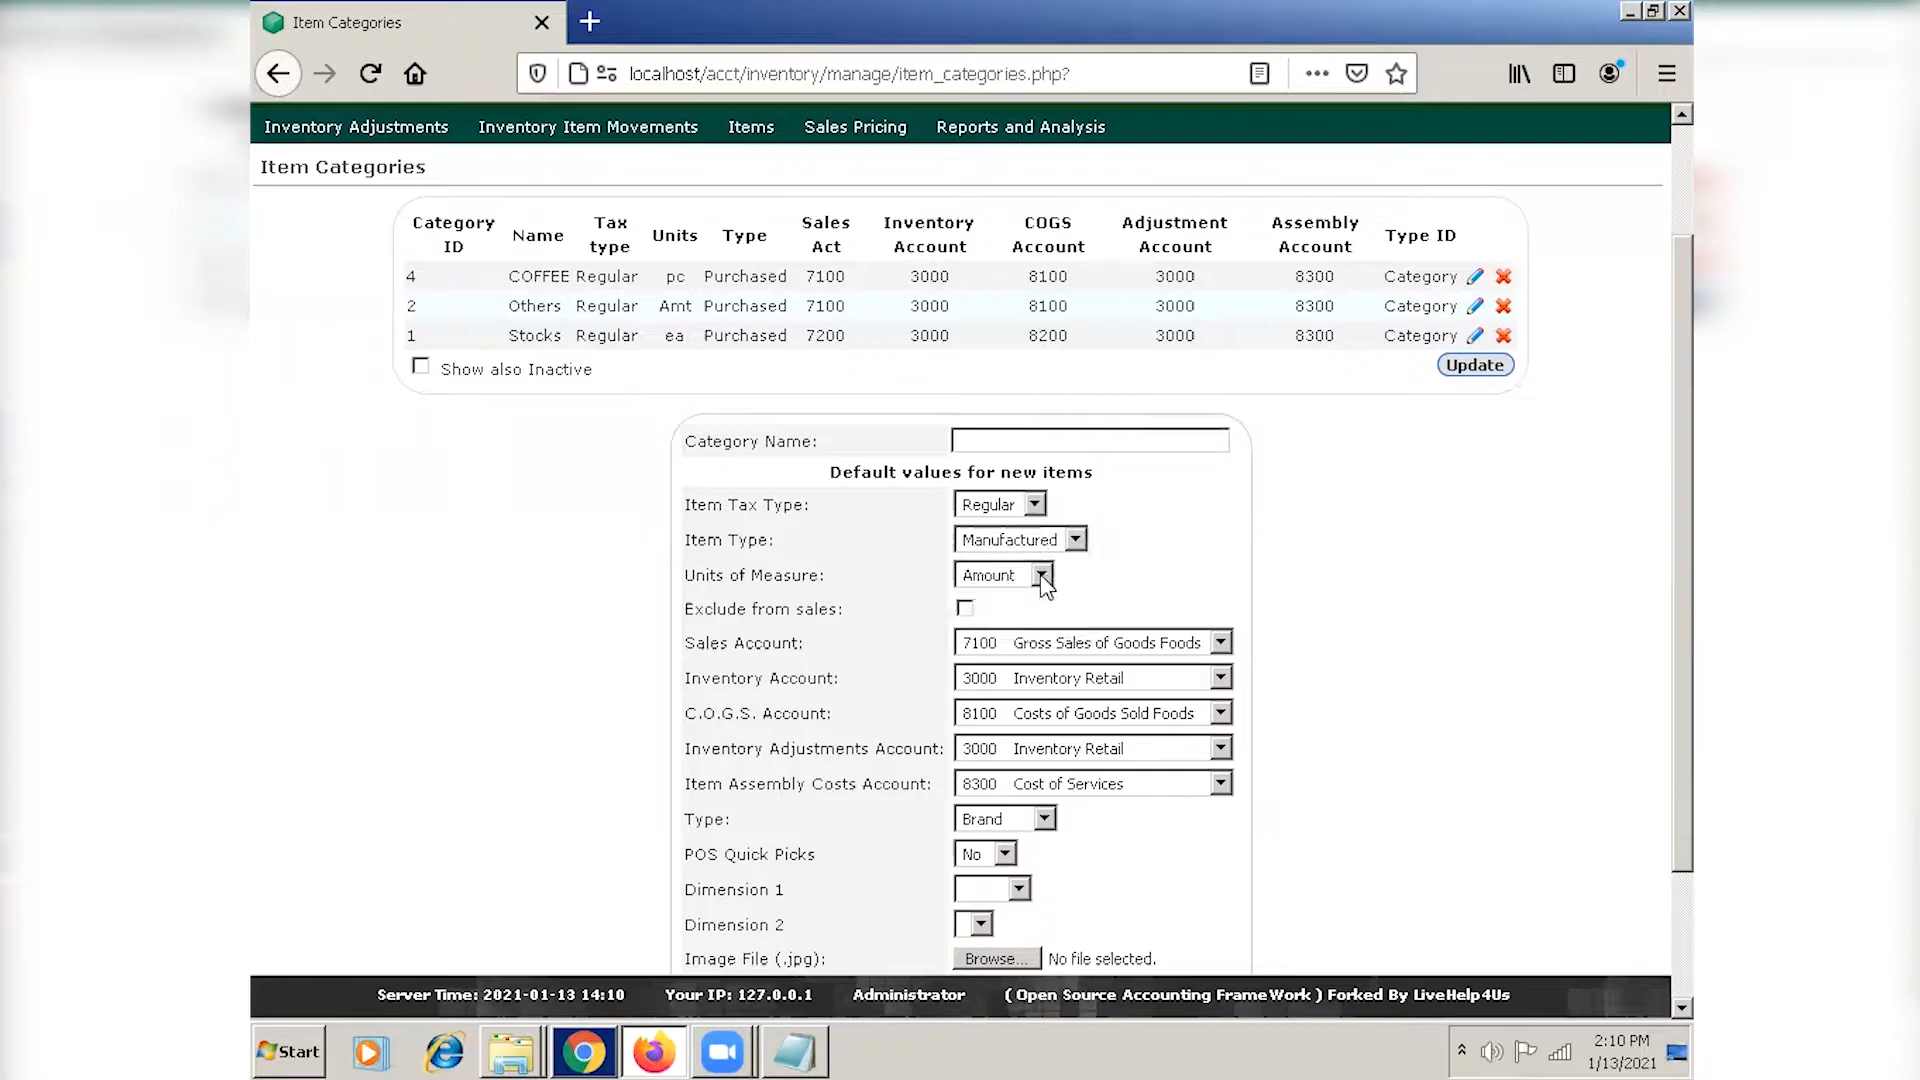 Item Categories
localhost/acct/inventory/manage/item_categories.php?
Inventory Adjustments Inventory Item Movements Items Sales Pricing Reports and Analysis
Item Categories
Category ID Name Tax type Units Type Sales Act Inventory Account COGS Account Adjustment Account Assembly Account Type ID
4 COFFEE Regular pc Purchased 7100 3000 8100 3000 8300 Category
2 Others Regular Amt Purchased 7100 3000 8100 3000 8300 Category
1 Stocks Regular ea Purchased 7200 3000 8200 3000 8300 Category
Show also Inactive Update
Category Name:
Default values for new items
Item Tax Type: Regular
Item Type: Manufactured
Units of Measure: Amount
Exclude from sales:
Sales Account: 7100 Gross Sales of Goods Foods
Inventory Account: 3000 Inventory Retail
C.O.G.S. Account: 8100 Costs of Goods Sold Foods
Inventory Adjustments Account: 3000 Inventory Retail
Item Assembly Costs Account: 8300 Cost of Services
Type: Brand
POS Quick Picks No
Dimension 1
Dimension 2
Image File (.jpg): Browse... No file selected.
Server Time: 2021-01-13 14:10 Your IP: 127.0.0.1 Administrator ( Open Source Accounting FrameWork ) Forked By LiveHelp4Us
Start 2:10 PM
1/13/2021